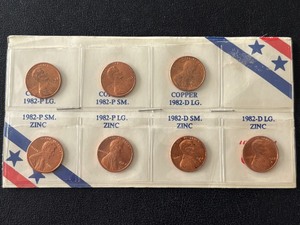 COPPER
1982-P LG. 1982-P SM. 1982-D LG.
1982-P SM. 1982-P LG. 1982-D SM. 1982-D LG.
ZINC ZINC ZINC ZINC